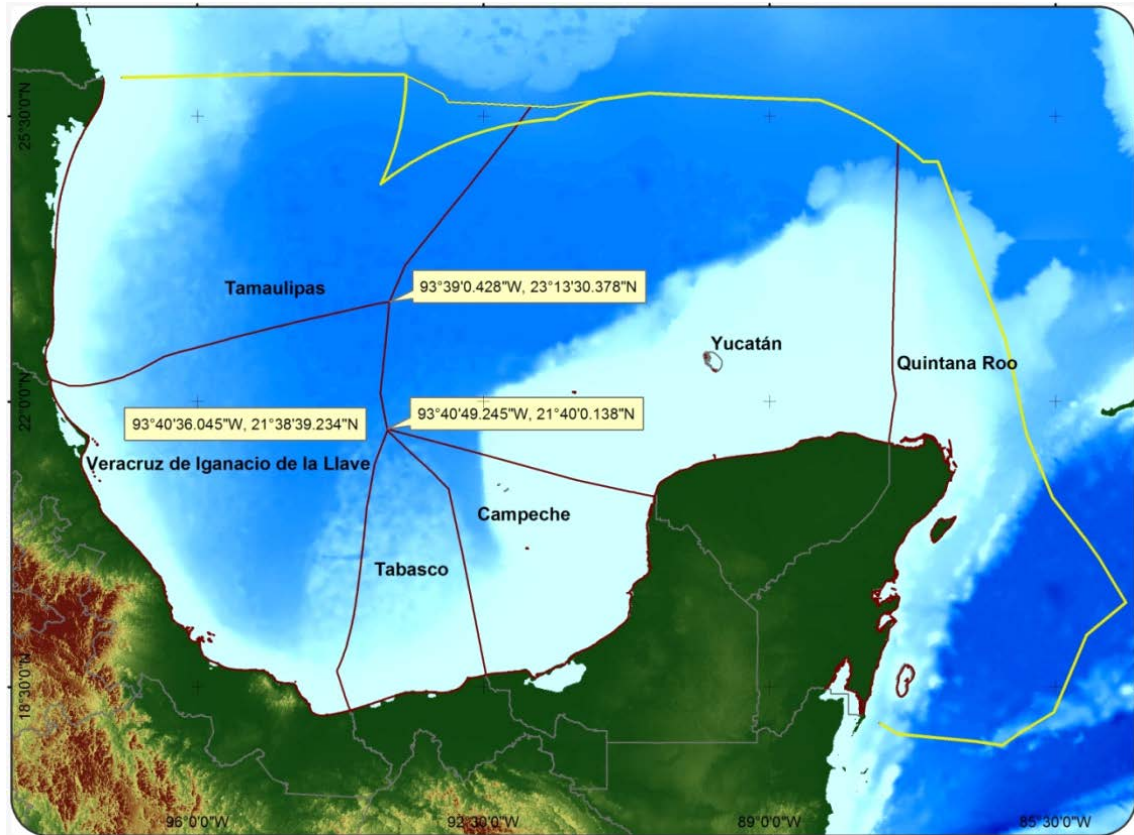 25°30'0"N
Tamaulipas
93°39'0.428"W, 23°13'30.378"N
Yucatán
Quintana Roo
22°0'0"N
93°40'49.245"W, 21°40'0.138"N
93°40'36.045"W, 21°38'39.234"N
Veracruz de Iganacio de la Llave
Campeche
Tabasco
18°30'0"N
96°0'0"W
92°30'0"W
89°0'0"W
85°30'0"W